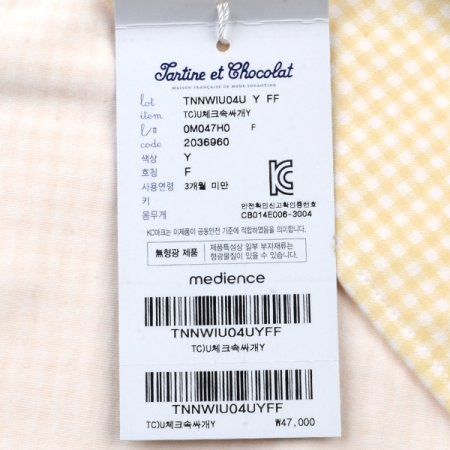 Tartine et Chocolat
MAISON FRANÇAISE DE MODE ENFANTINE
lot TNNWIU04U Y FF
item TC)U체크속싸개Y
l/# 0M047H0 F
code 2036960
색상 Y
호칭 F
사용연령 3개월 미만
키
몸무게
안전확인신고확인증번호
CB014E006-3004
KC마크는 이제품이 공통안전 기준에 적합하였음을 의미합니다.
無형광 제품
제품특성상 일부 부자재류는
형광물질이 있을 수 있습니다.
medience
TNNWIU04UYFF
TC)U체크속싸개Y
TNNWIU04UYFF
TC)U체크속싸개Y ₩47,000